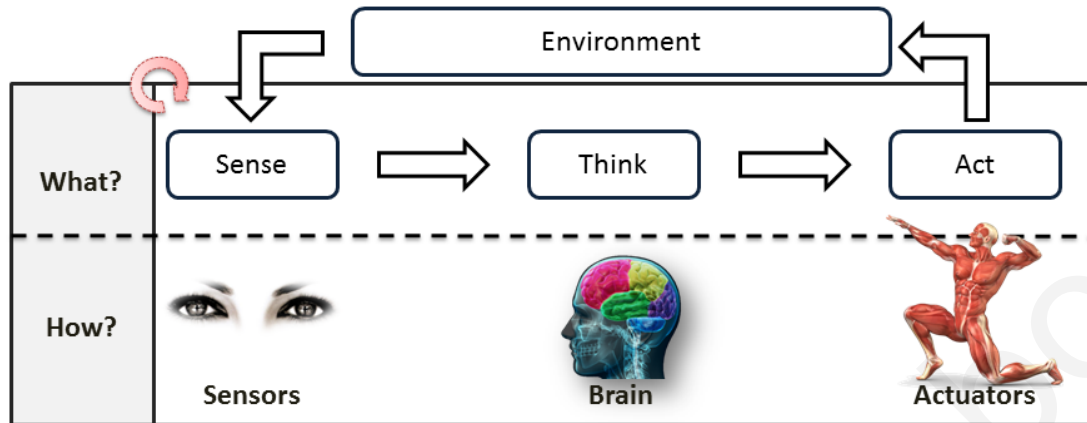 Environment
What?
Sense
Think
Act
How?
Sensors
Brain
Actuators